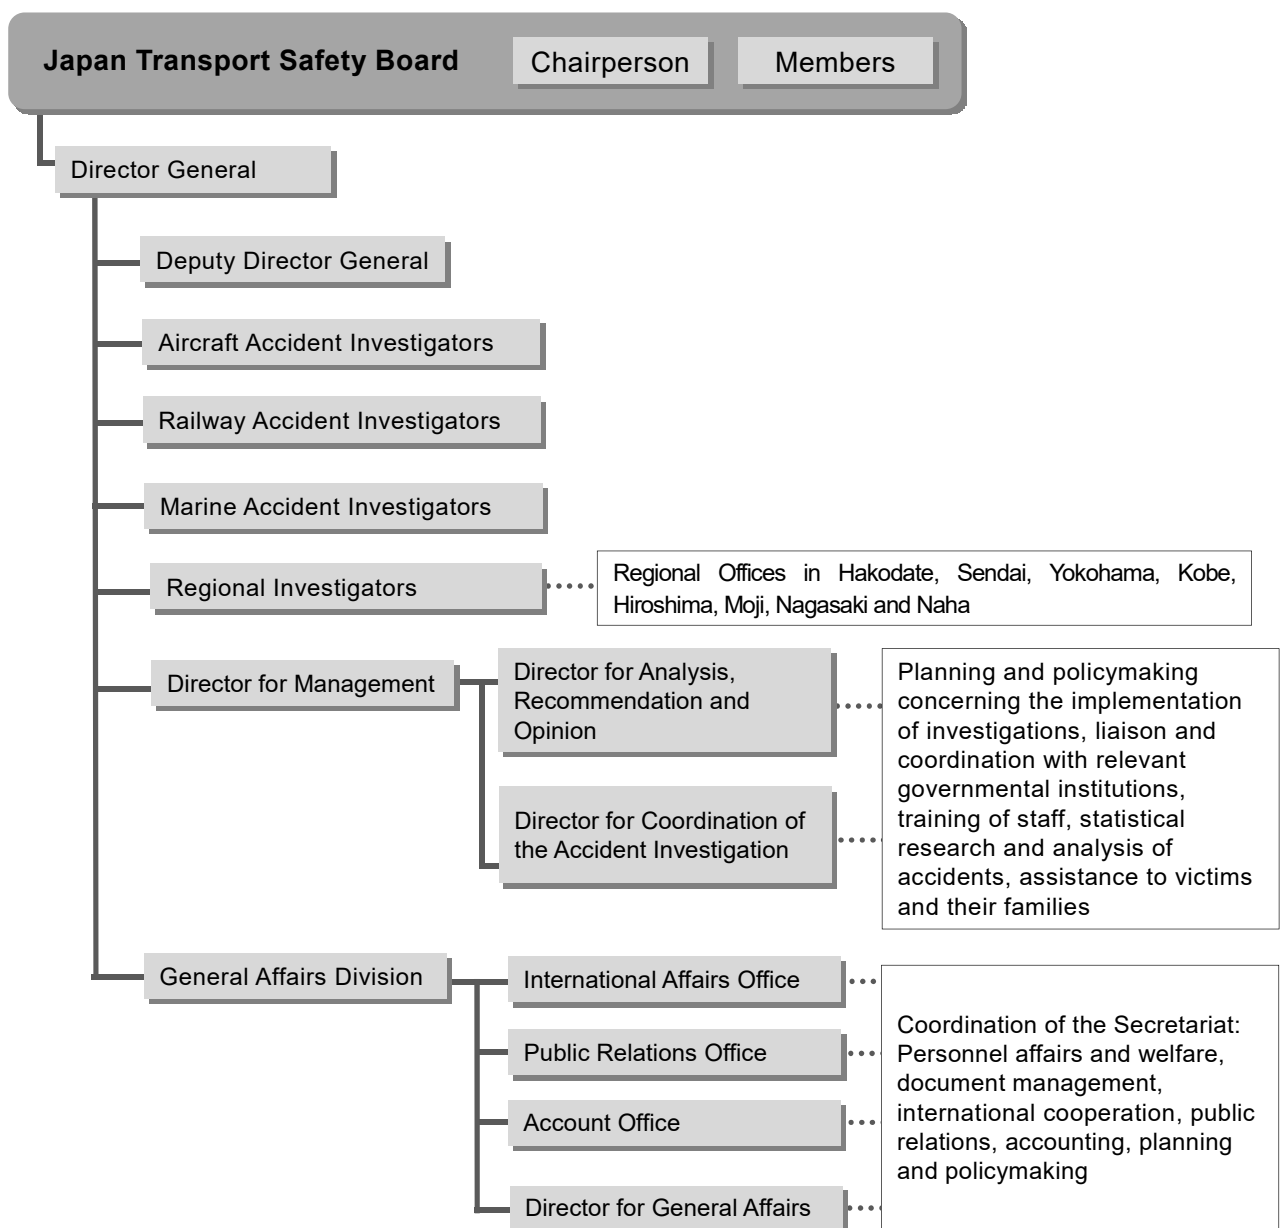 Japan Transport Safety Board
Chairperson
Members
Director General
Deputy Director General
Aircraft Accident Investigators
Railway Accident Investigators
Marine Accident Investigators
Regional Investigators
Regional Offices in Hakodate, Sendai, Yokohama, Kobe,
Hiroshima, Moji, Nagasaki and Naha
Director for Management
Director for Analysis,
Recommendation and
Opinion
Director for Coordination of
the Accident Investigation
Planning and policymaking
concerning the implementation
of investigations, liaison and
coordination with relevant
governmental institutions,
training of staff, statistical
research and analysis of
accidents, assistance to victims
and their families
General Affairs Division
International Affairs Office
Public Relations Office
Account Office
Director for General Affairs
Coordination of the Secretariat:
Personnel affairs and welfare,
document management,
international cooperation, public
relations, accounting, planning
and policymaking